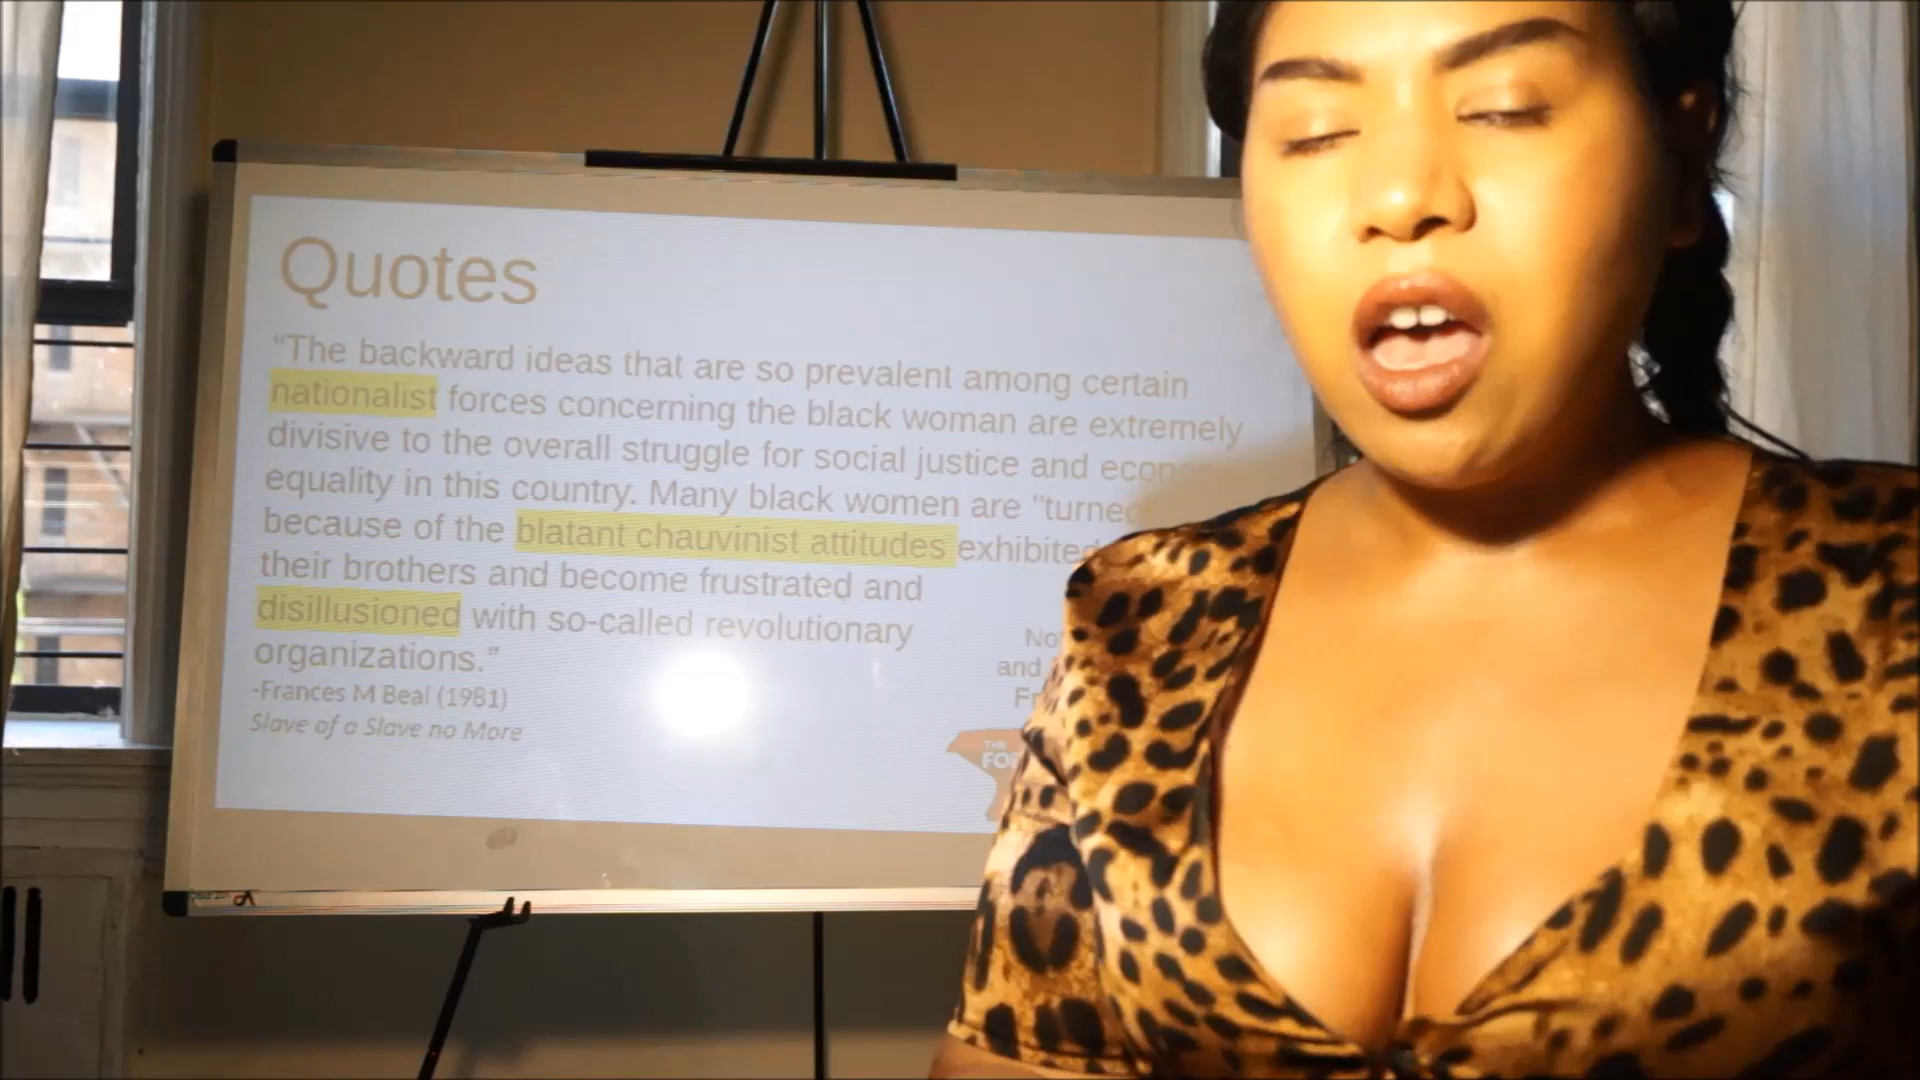 Quotes
“The backward ideas that are so prevalent among certain
nationalist forces concerning the black woman are extremely
divisive to the overall struggle for social justice and
equality in this country. Many black women are "turned
because of the blatant chauvinist attitudes exhibited
their brothers and become frustrated and
disillusioned with so-called revolutionary
organizations.”
-Frances M Beal (1981)
Slave of a Slave no More
and
THE